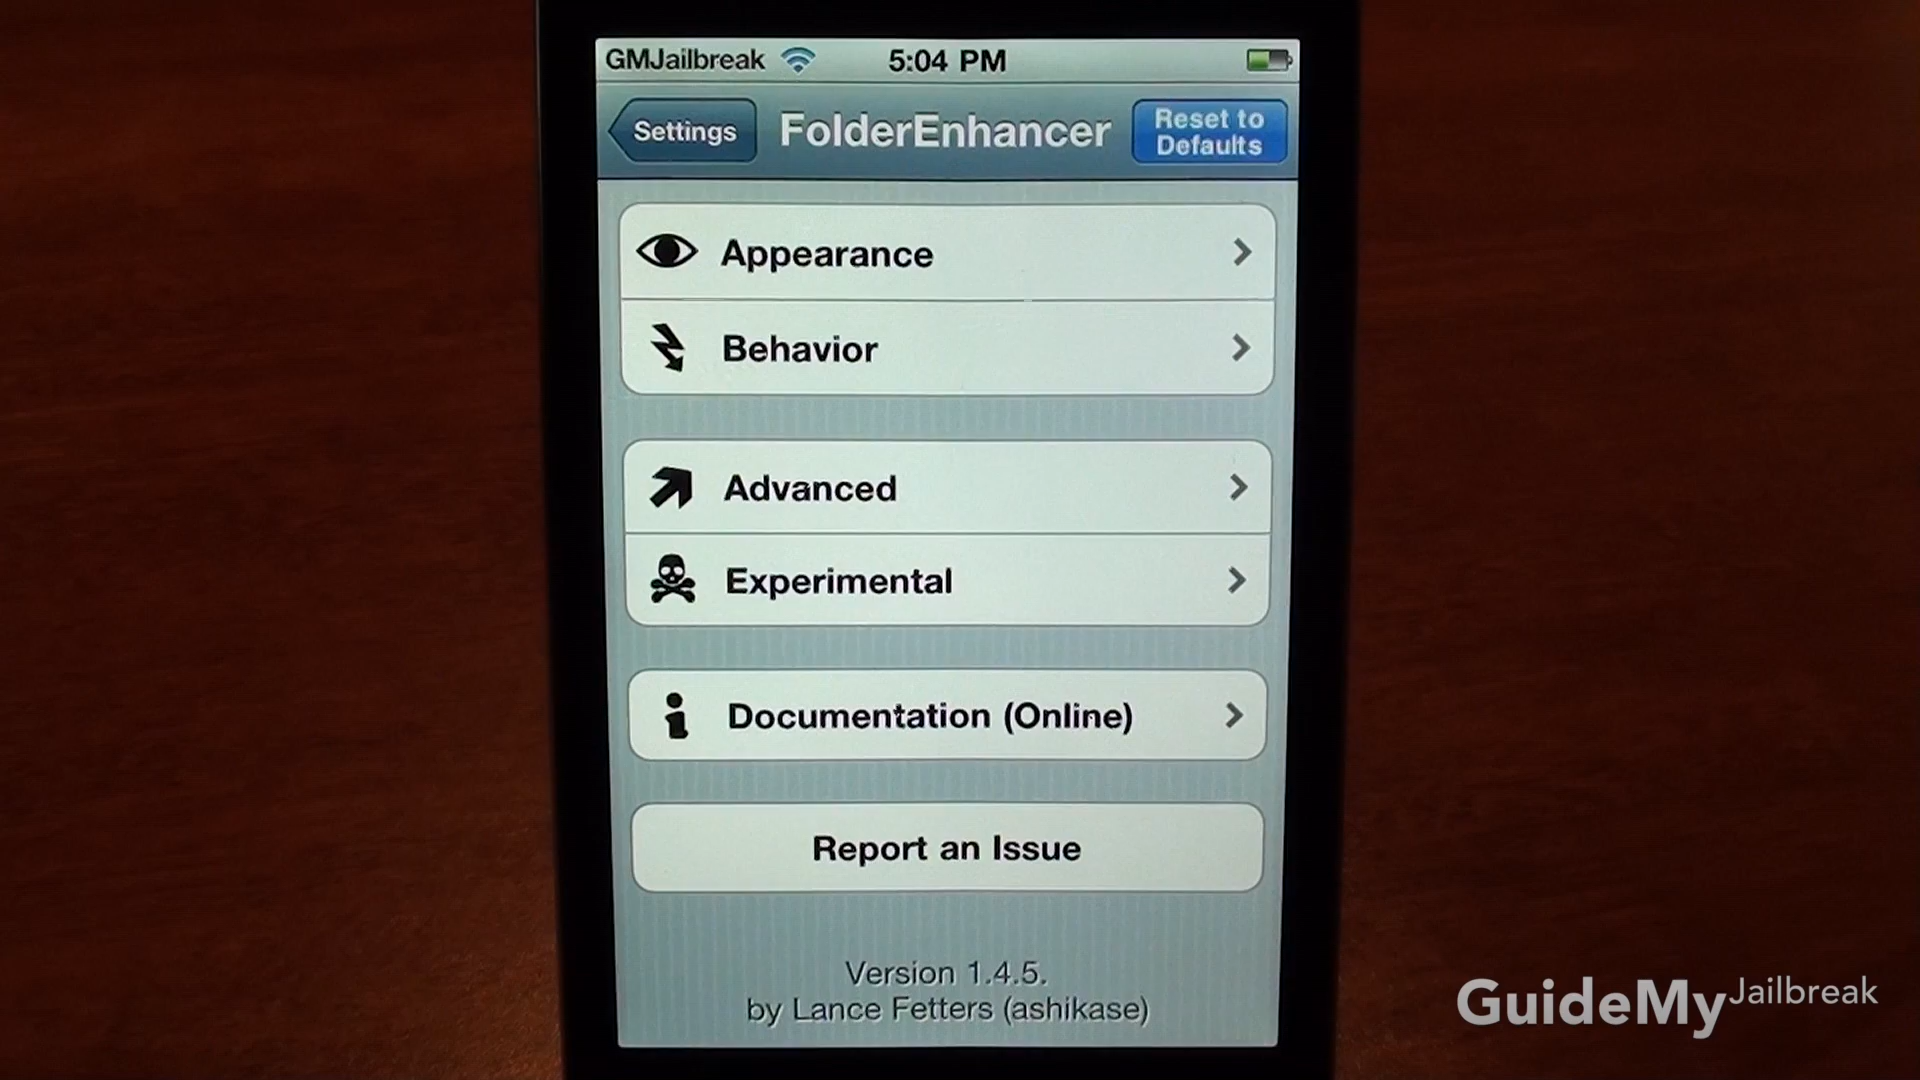 GMJailbreak 5:04 PM
Settings FolderEnhancer Reset to
Defaults
Appearance
Behavior
Advanced
Experimental
Documentation (Online)
Report an Issue
Version 1.4.5.
by Lance Fetters (ashikase)
GuideMyJailbreak